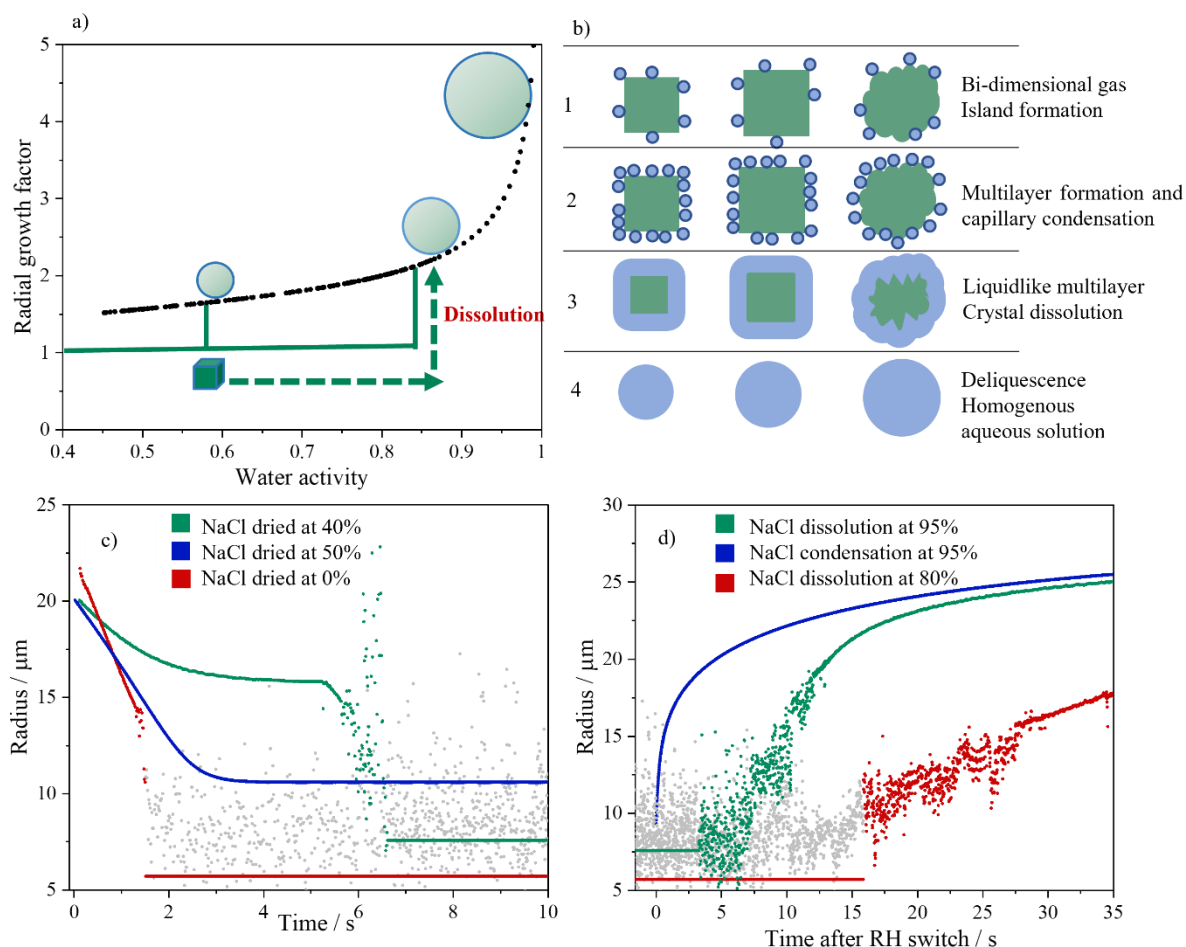 a)
5
4
3
2
1
0
Radial growth factor
0.4
0.5
0.6
0.7
0.8
0.9
1
Water activity
Dissolution
b)
1
Bi-dimensional gas
Island formation
2
Multilayer formation and
capillary condensation
3
Liquidlike multilayer
Crystal dissolution
4
Deliquescence
Homogenous
aqueous solution
c)
NaCl dried at 40%
NaCl dried at 50%
NaCl dried at 0%
25
20
15
10
5
Radius / μm
0
2
4
6
8
10
Time / s
d)
NaCl dissolution at 95%
NaCl condensation at 95%
NaCl dissolution at 80%
30
25
20
15
10
5
Radius / μm
0
5
10
15
20
25
30
35
Time after RH switch / s